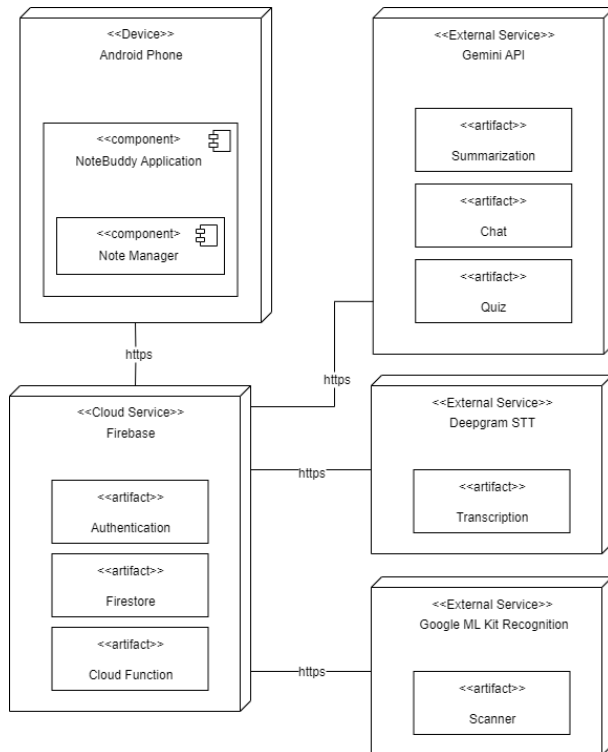 <<Device>>
Android Phone
<<component>
NoteBuddy Application
<<component>
Note Manager
https
<<Cloud Service>>
Firebase
<<artifact>>
Authentication
<<artifact>>
Firestore
<<artifact>>
Cloud Function
<<External Service>>
Gemini API
<<artifact>>
Summarization
<<artifact>>
Chat
<<artifact>>
Quiz
https
<<External Service>>
Deepgram STT
<<artifact>>
Transcription
https
<<External Service>>
Google ML Kit Recognition
<<artifact>>
Scanner
https